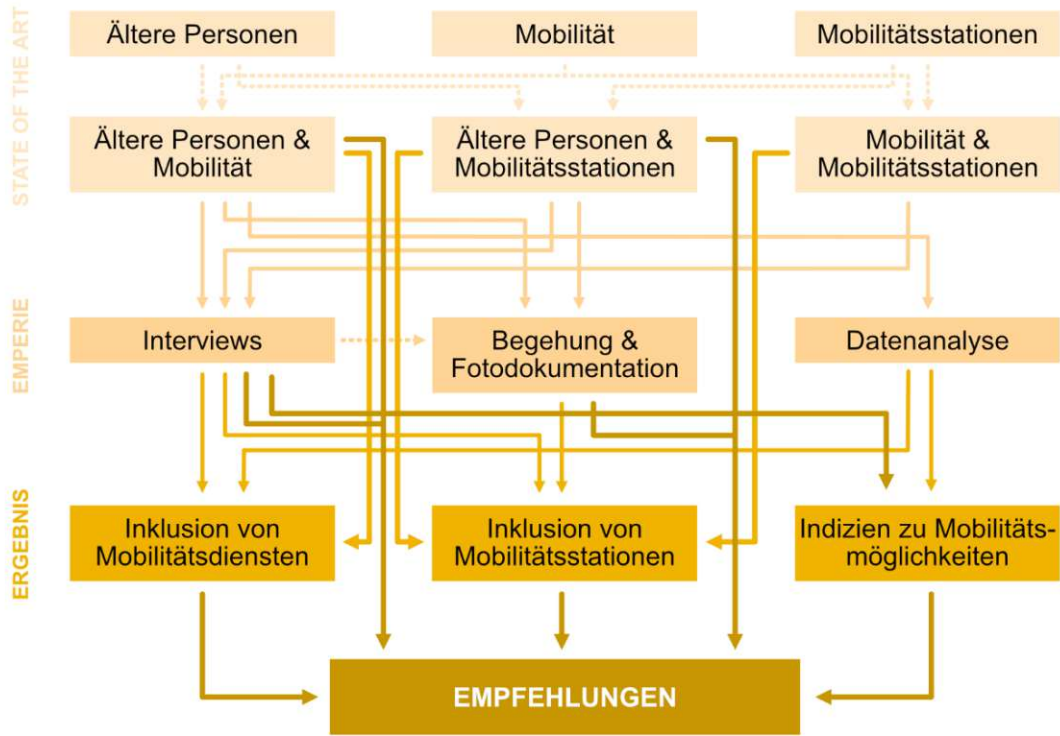 STATE OF THE ART
Ältere Personen
Mobilität
Mobilitätsstationen
Ältere Personen &
Mobilität
Ältere Personen &
Mobilitätsstationen
Mobilität &
Mobilitätsstationen
EMPERIE
Interviews
Begehung &
Fotodokumentation
Datenanalyse
ERGEBNIS
Inklusion von
Mobilitätsdiensten
Inklusion von
Mobilitätsstationen
Indizien zu Mobilitäts-
möglichkeiten
EMPFEHLUNGEN